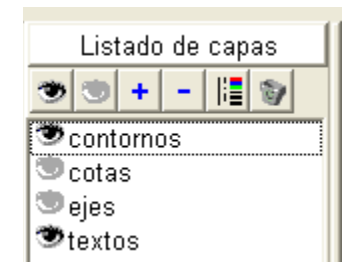 Listado de capas
+ -
contornos
cotas
ejes
textos